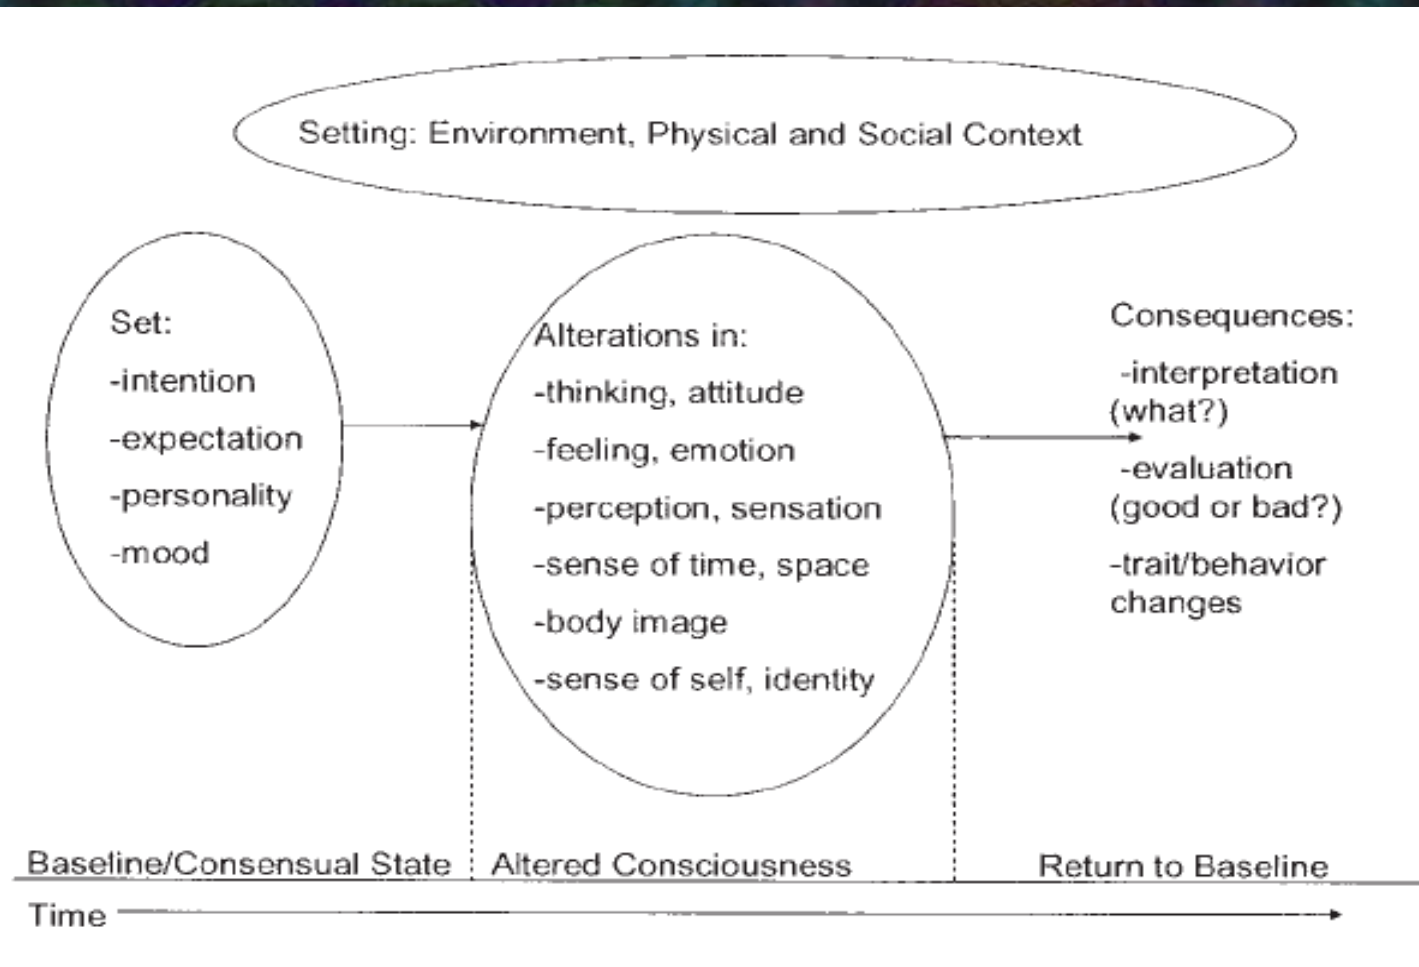 Setting: Environment, Physical and Social Context
Set:
-intention
-expectation
-personality
-mood
Alterations in:
-thinking, attitude
-feeling, emotion
-perception, sensation
-sense of time, space
-body image
-sense of self, identity
Consequences:
-interpretation
(what?)
-evaluation
(good or bad?)
-trait/behavior
changes
Baseline/Consensual State
Altered Consciousness
Return to Baseline
Time